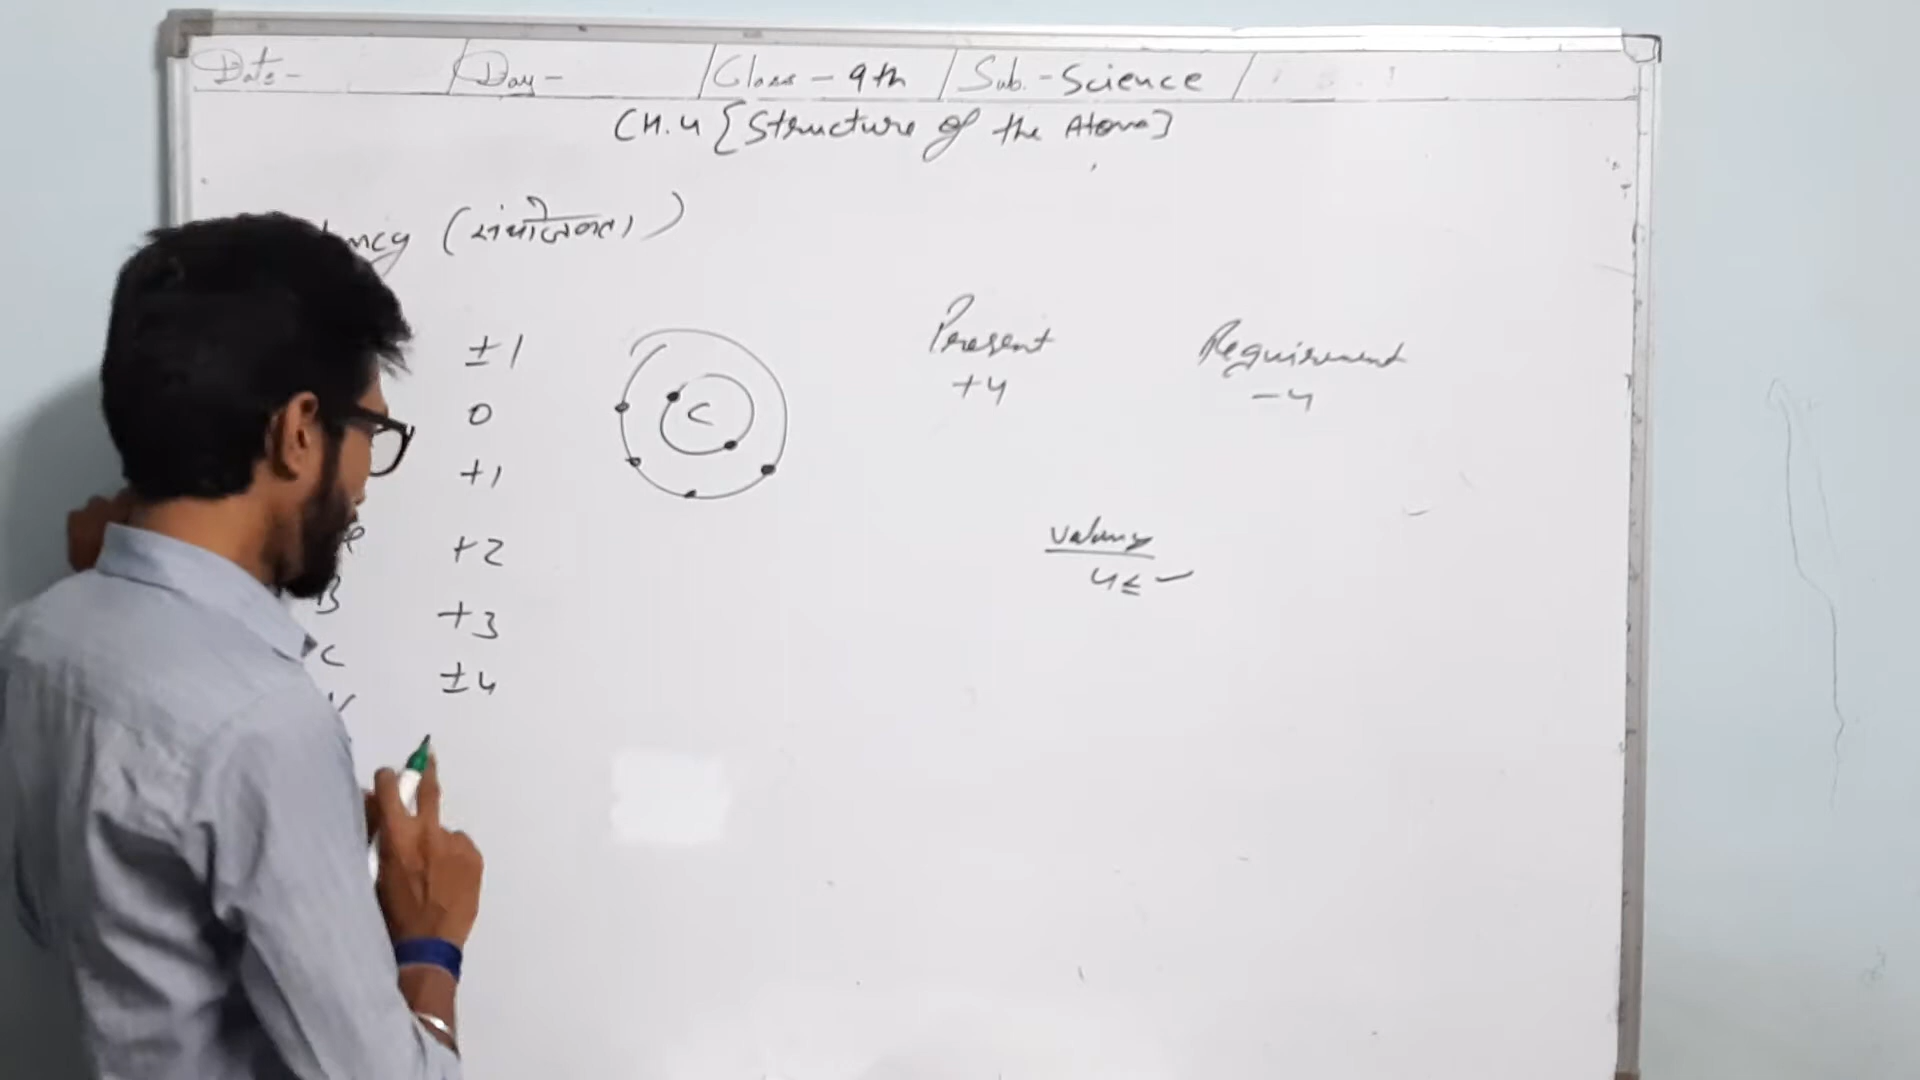 Date- Day- Class - 9th Sub. - Science
CH.4 [Structure of the Atom]
ncy (संयोजकता)
±1
0
+1
+2
B +3
C ±4
C
Present Requirement
+4 -4
Valency
4≤